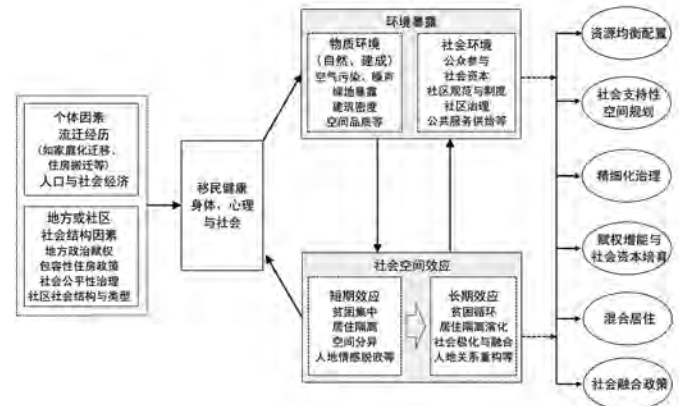 个体因素
流迁经历
(如家庭化迁移、
住房搬迁等)
人口与社会经济
地方或社区
社会结构因素
地方政治赋权
包容性住房政策
社会公平性治理
社区社会结构与类型
移民健康
身体、心理
与社会
环境暴露
物质环境
(自然、建成)
空气污染、噪声
绿地暴露
建筑密度
空间品质等
社会环境
公众参与
社会资本
社区规范与制度
社区治理
公共服务供给等
社会空间效应
短期效应
贫困集中
居住隔离
空间分异
人地情感脱嵌等
长期效应
贫困循环
居住隔离演化
社会极化与融合
人地关系重构等
资源均衡配置
社会支持性
空间规划
精细化治理
赋权增能与
社会资本培育
混合居住
社会融合政策